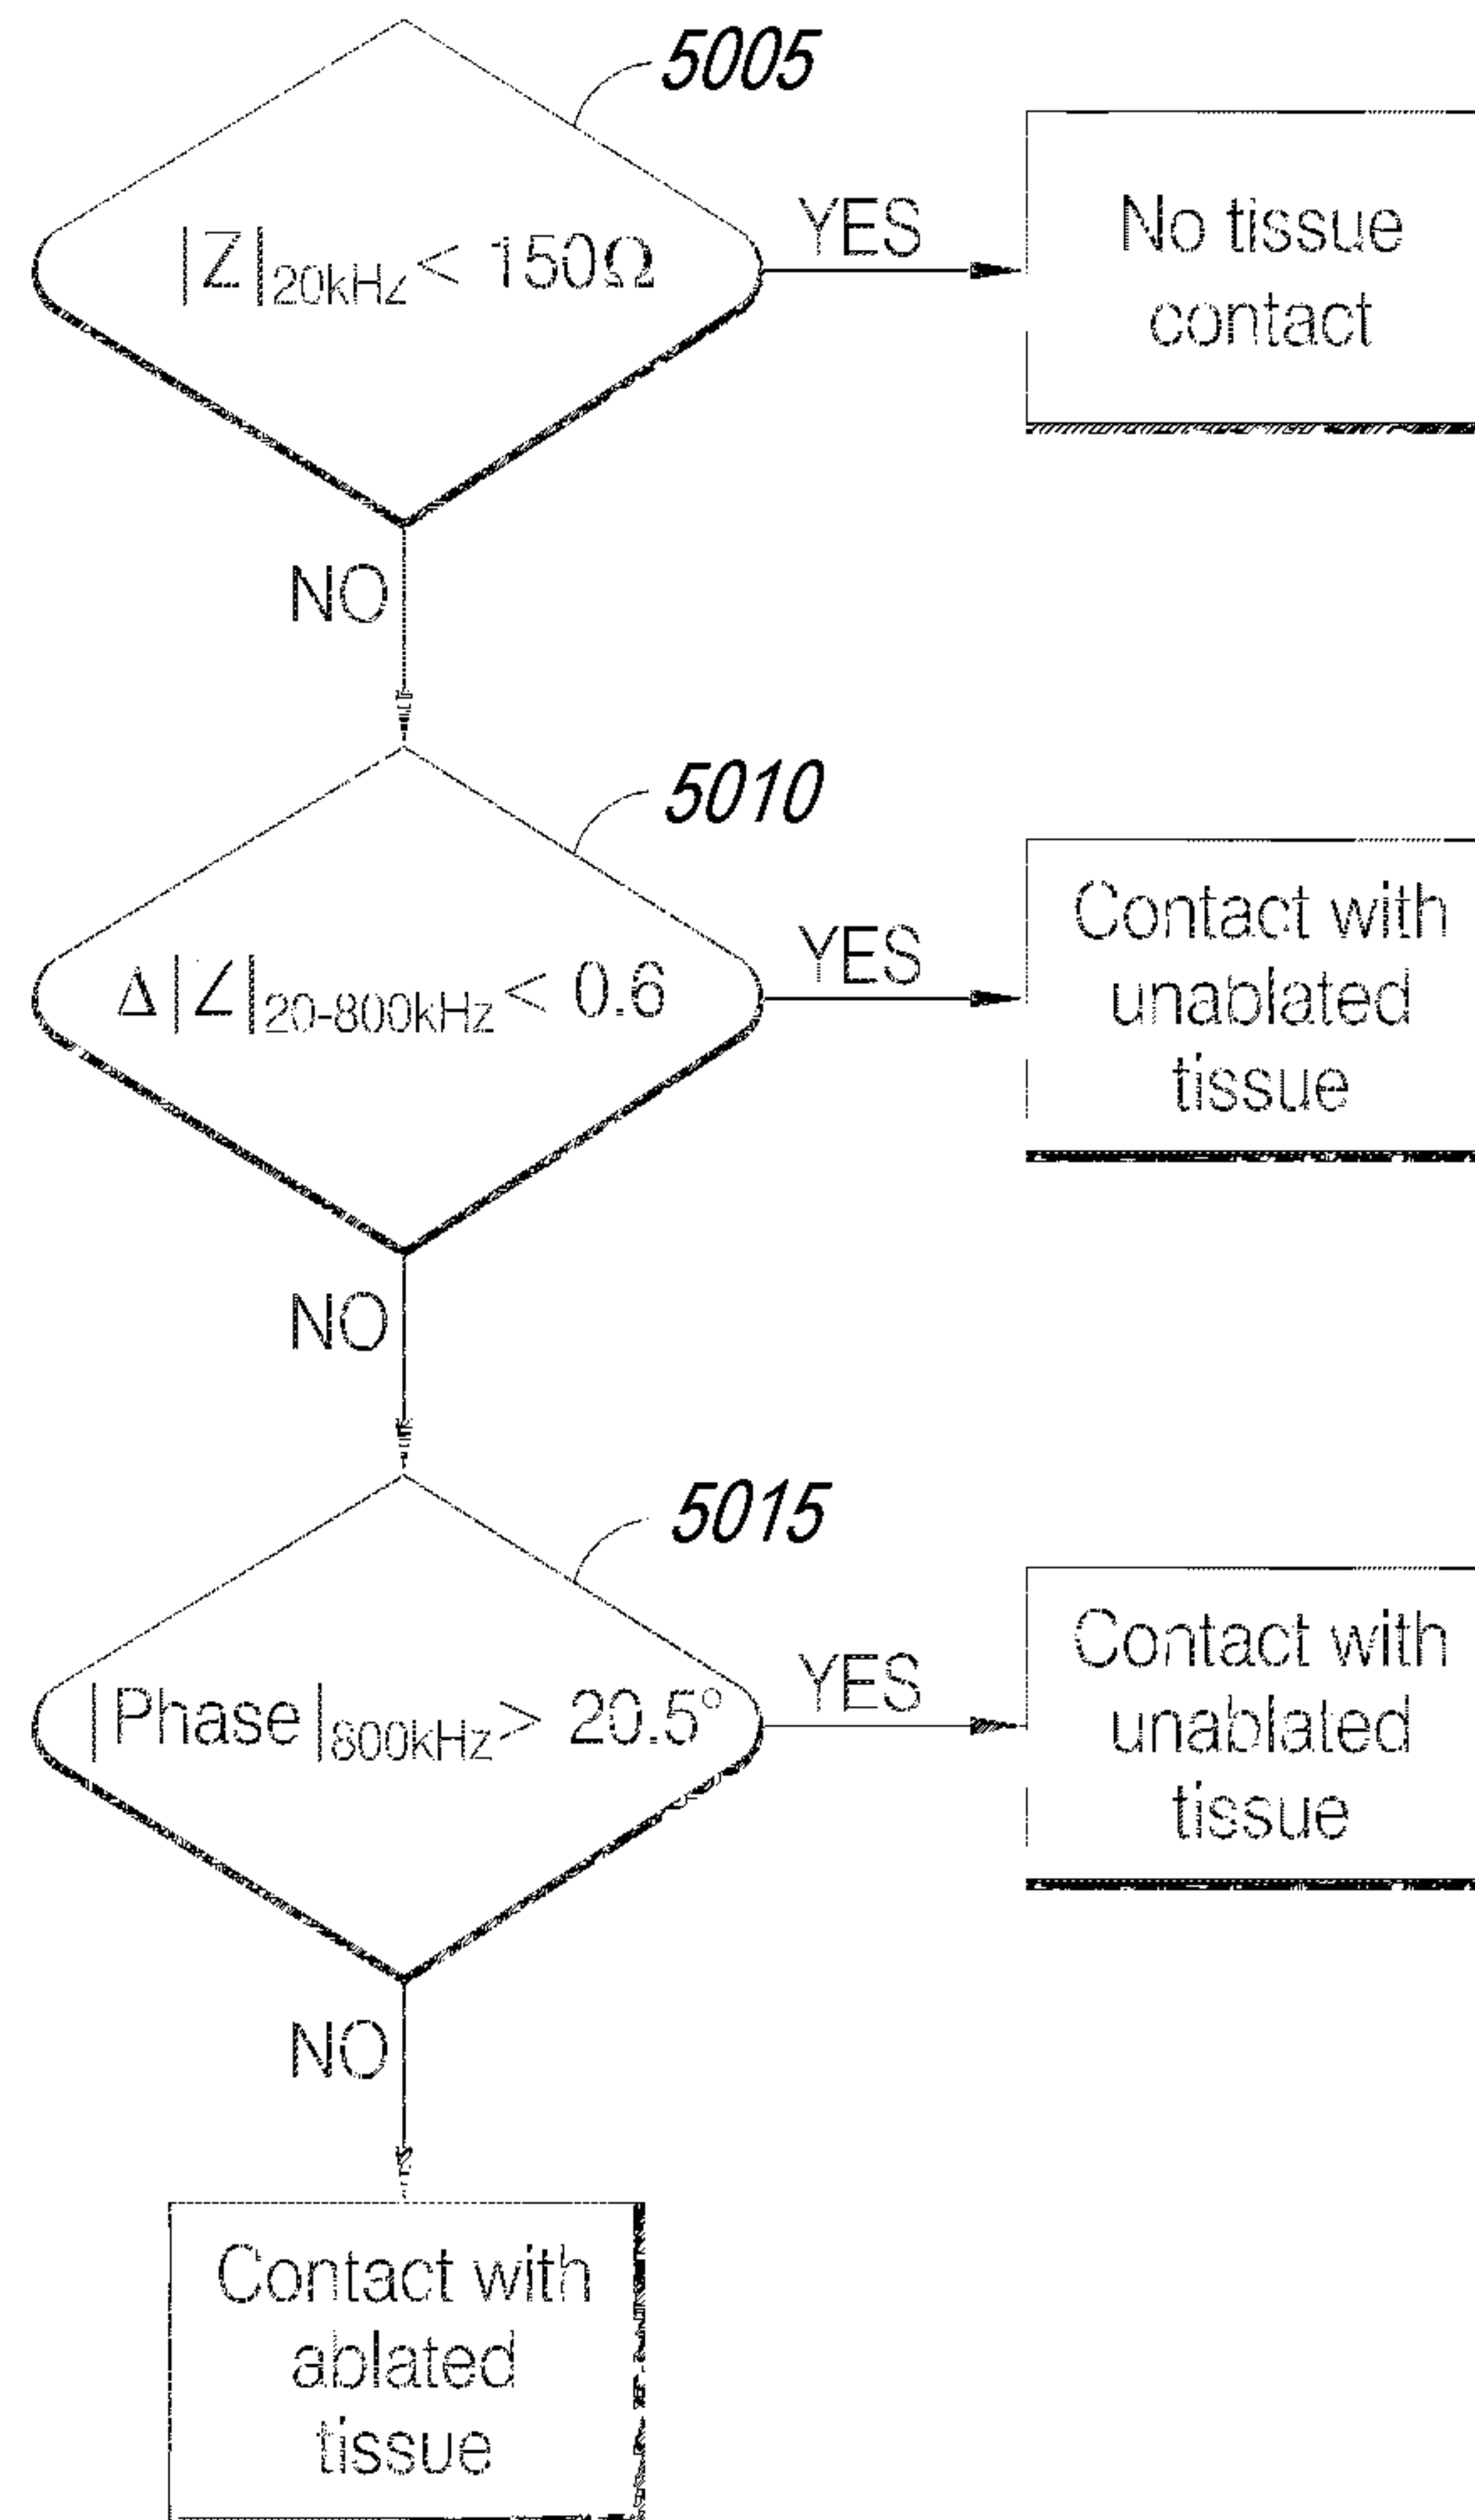 5005
|Z|20kHz < 150Ω
YES
No tissue
contact
NO
5010
Δ|Z|20-800kHz < 0.6
YES
Contact with
unablated
tissue
NO
5015
|Phase|800kHz > 20.5°
YES
Contact with
unablated
tissue
NO
Contact with
ablated
tissue